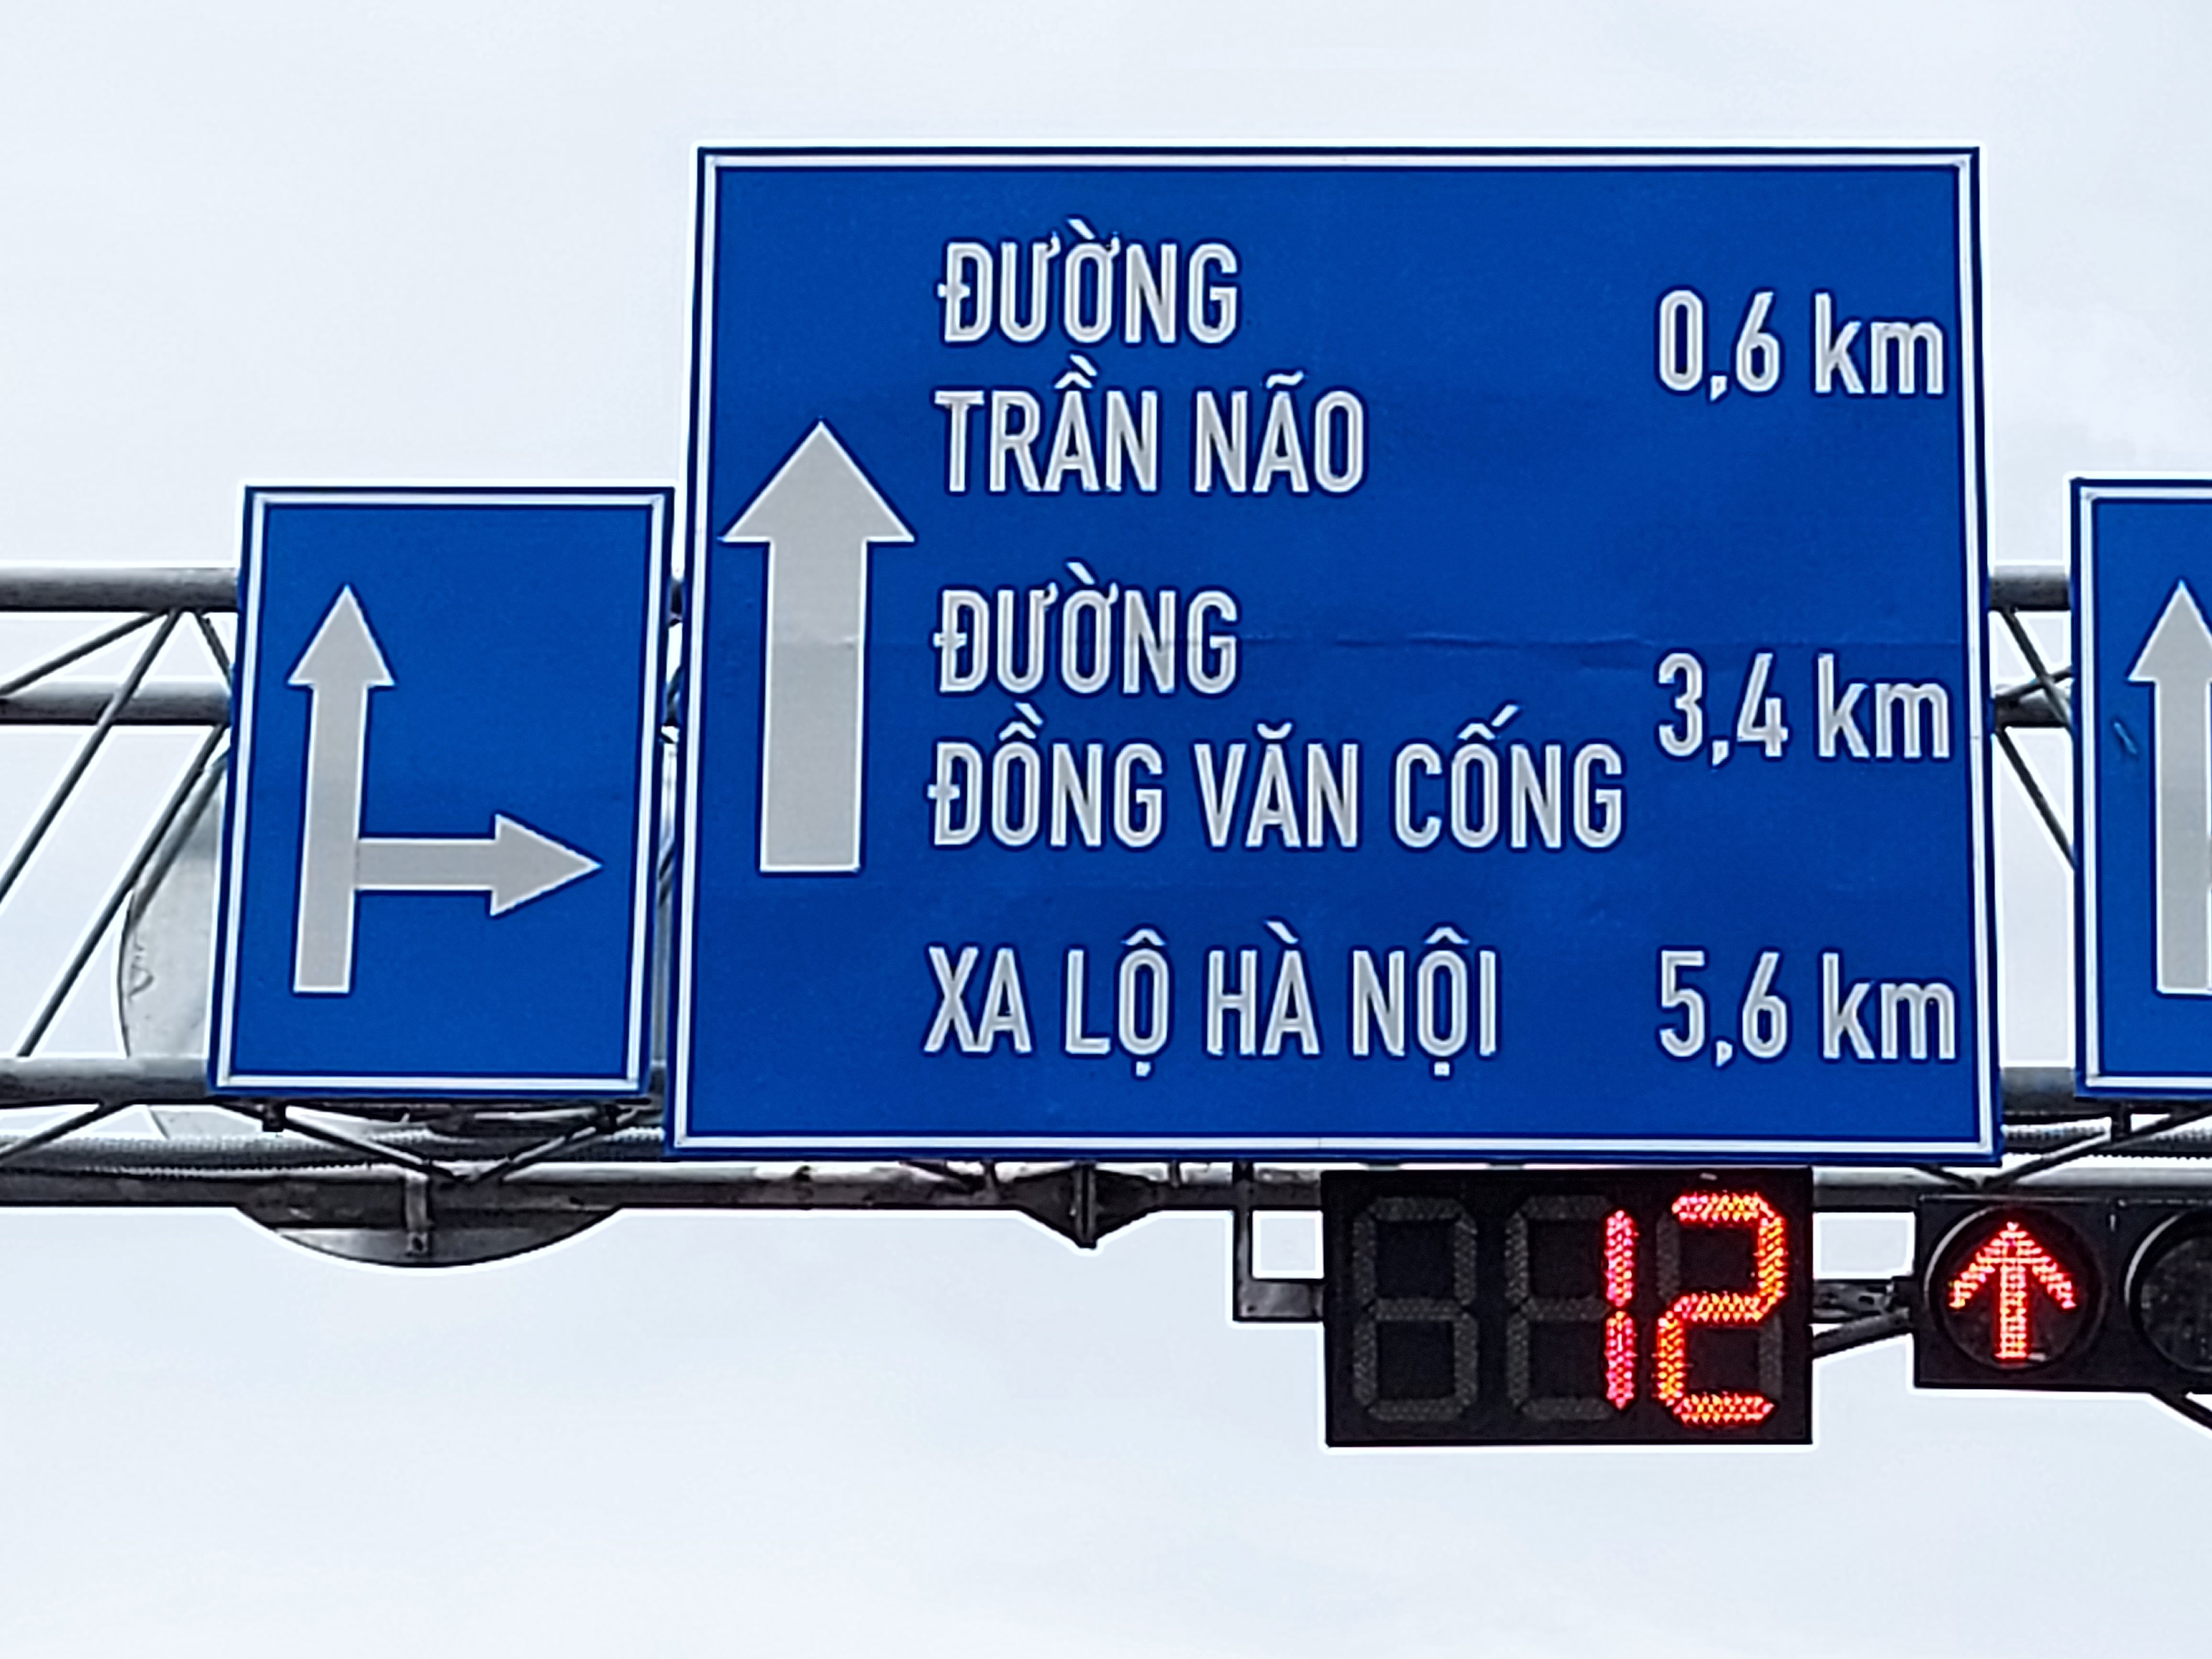 ĐƯỜNG
TRẦN NÃO 0,6 km
ĐƯỜNG
ĐỒNG VĂN CỐNG 3,4 km
XA LỘ HÀ NỘI 5,6 km
12